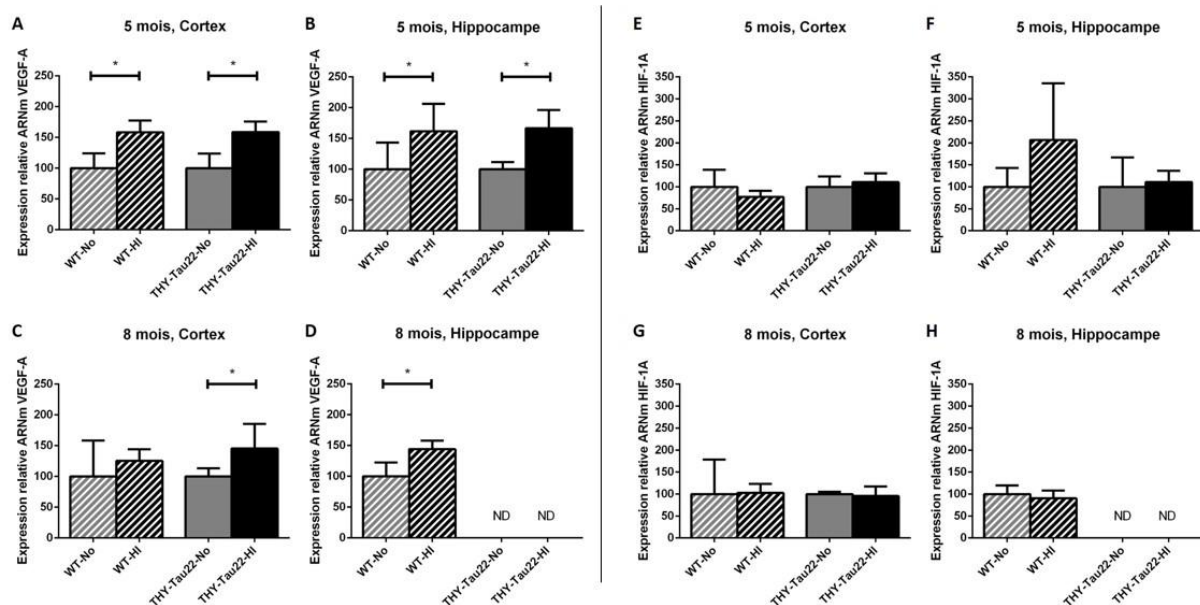 A
5 mois, Cortex
*
*
Expression relative ARNm VEGF-A
250
200
150
100
50
0
WT-No
WT-HI
THY-Tau22-No
THY-Tau22-HI
B
5 mois, Hippocampe
*
*
Expression relative ARNm VEGF-A
250
200
150
100
50
0
WT-No
WT-HI
THY-Tau22-No
THY-Tau22-HI
E
5 mois, Cortex
Expression relative ARNm HIF-1A
350
300
250
200
150
100
50
0
WT-No
WT-HI
THY-Tau22-No
THY-Tau22-HI
F
5 mois, Hippocampe
Expression relative ARNm HIF-1A
350
300
250
200
150
100
50
0
WT-No
WT-HI
THY-Tau22-No
THY-Tau22-HI
C
8 mois, Cortex
*
Expression relative ARNm VEGF-A
250
200
150
100
50
0
WT-No
WT-HI
THY-Tau22-No
THY-Tau22-HI
D
8 mois, Hippocampe
*
Expression relative ARNm VEGF-A
250
200
150
100
50
0
ND ND
WT-No
WT-HI
THY-Tau22-No
THY-Tau22-HI
G
8 mois, Cortex
Expression relative ARNm HIF-1A
350
300
250
200
150
100
50
0
WT-No
WT-HI
THY-Tau22-No
THY-Tau22-HI
H
8 mois, Hippocampe
Expression relative ARNm HIF-1A
350
300
250
200
150
100
50
0
ND ND
WT-No
WT-HI
THY-Tau22-No
THY-Tau22-HI